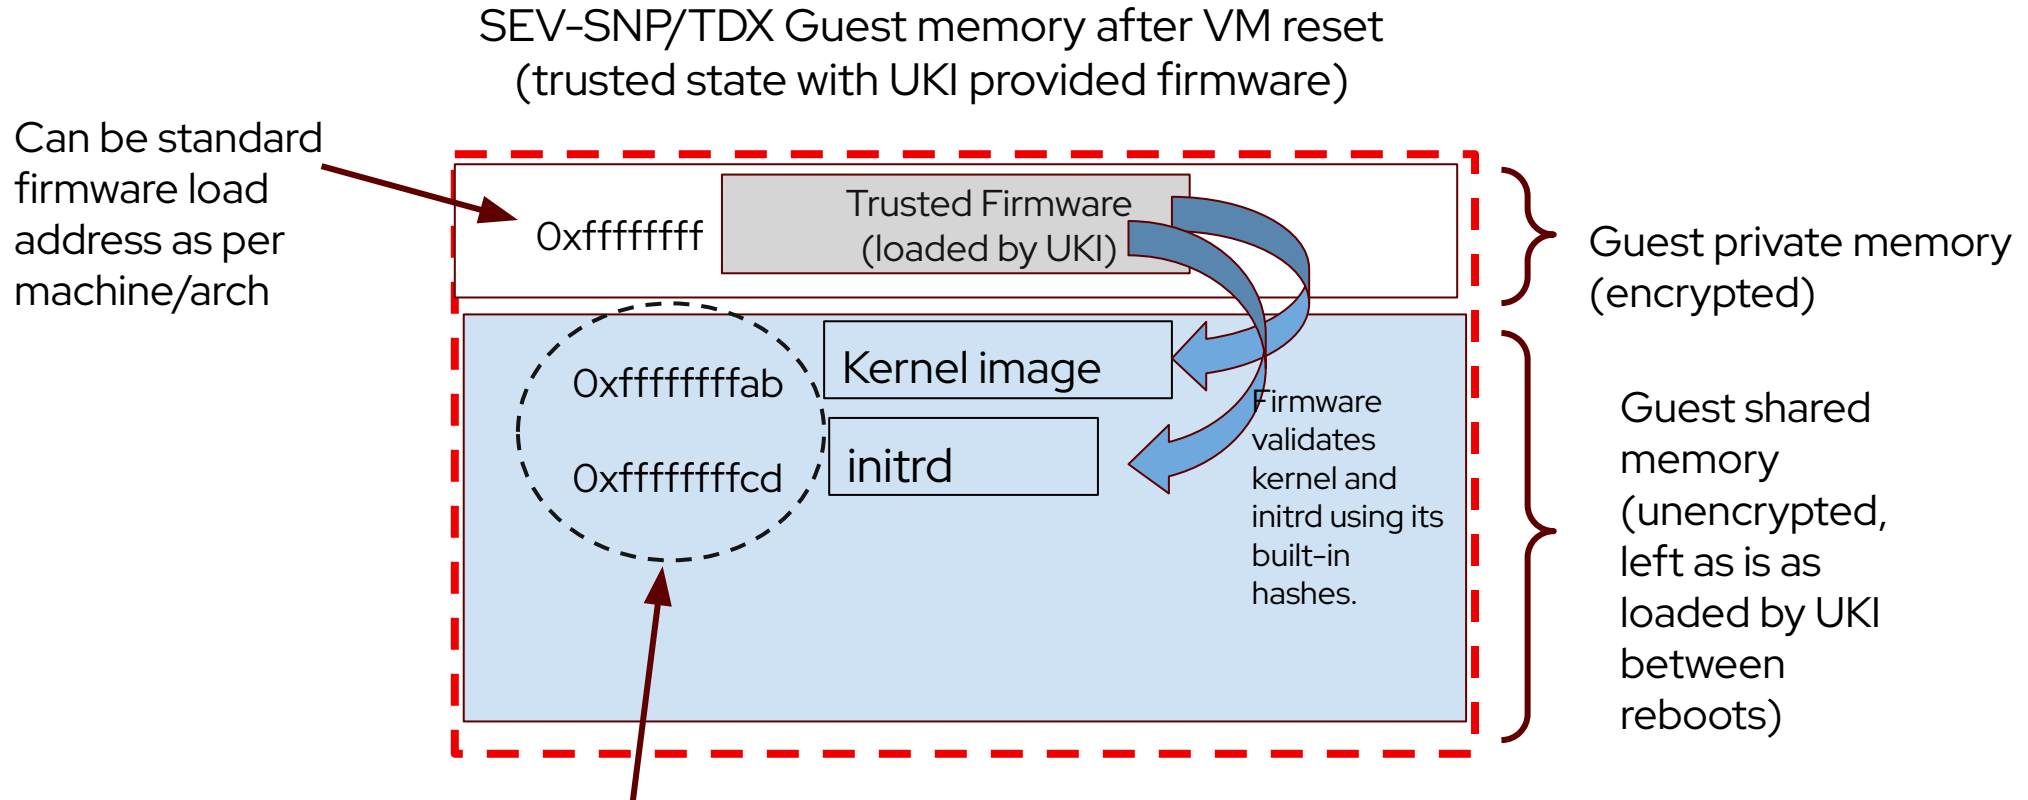 SEV-SNP/TDX Guest memory after VM reset
(trusted state with UKI provided firmware)
Can be standard
firmware load
address as per
machine/arch
0xffffffff
Trusted Firmware
(loaded by UKI)
Guest private memory
(encrypted)
0xffffffffab
Kernel image
0xffffffffcd
initrd
Firmware
validates
kernel and
initrd using its
built-in
hashes.
Guest shared
memory
(unencrypted,
left as is as
loaded by UKI
between
reboots)